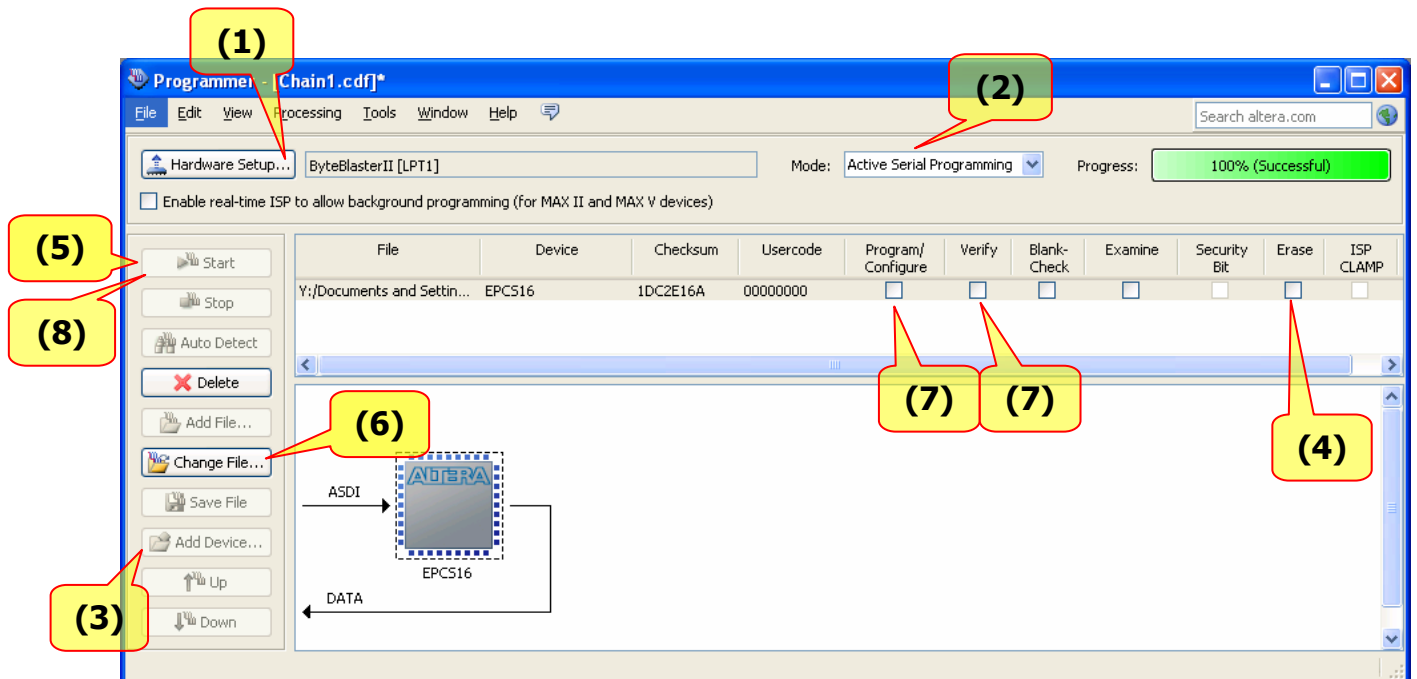 (1)
Programmer - [Chain1.cdf]*
(2)
File Edit View Processing Tools Window Help
Search altera.com
Hardware Setup... ByteBlasterII [LPT1] Mode: Active Serial Programming Progress: 100% (Successful)
Enable real-time ISP to allow background programming (for MAX II and MAX V devices)
(5)
Start
(8)
Stop
Auto Detect
Delete
Add File...
(6)
Change File...
Save File
Add Device...
(3)
Up
Down
File Device Checksum Usercode Program/ Verify Blank- Examine Security Erase ISP
Configure Check Bit CLAMP
Y:/Documents and Settin... EPCS16 1DC2E16A 00000000
(7) (7)
(4)
ALTERA
ASDI
EPCS16
DATA